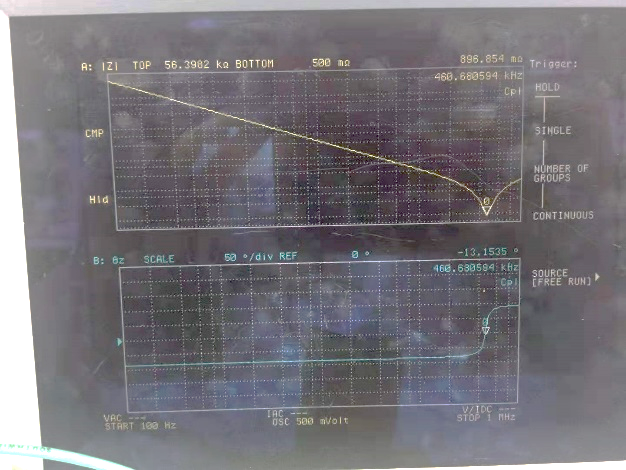 A: |Z| TOP 56.3982 kΩ BOTTOM 500 mΩ 896.854 mΩ
460.680594 kHz
Cpl
CMP
Hld
B: θz SCALE 50 °/div REF 0 ° -13.1535 °
460.680594 kHz
Cpl
VAC --- IAC --- V/IDC ---
START 100 Hz OSC 500 mVolt STOP 1 MHz
Trigger:
HOLD
SINGLE
NUMBER OF
GROUPS
CONTINUOUS
SOURCE
[FREE RUN]